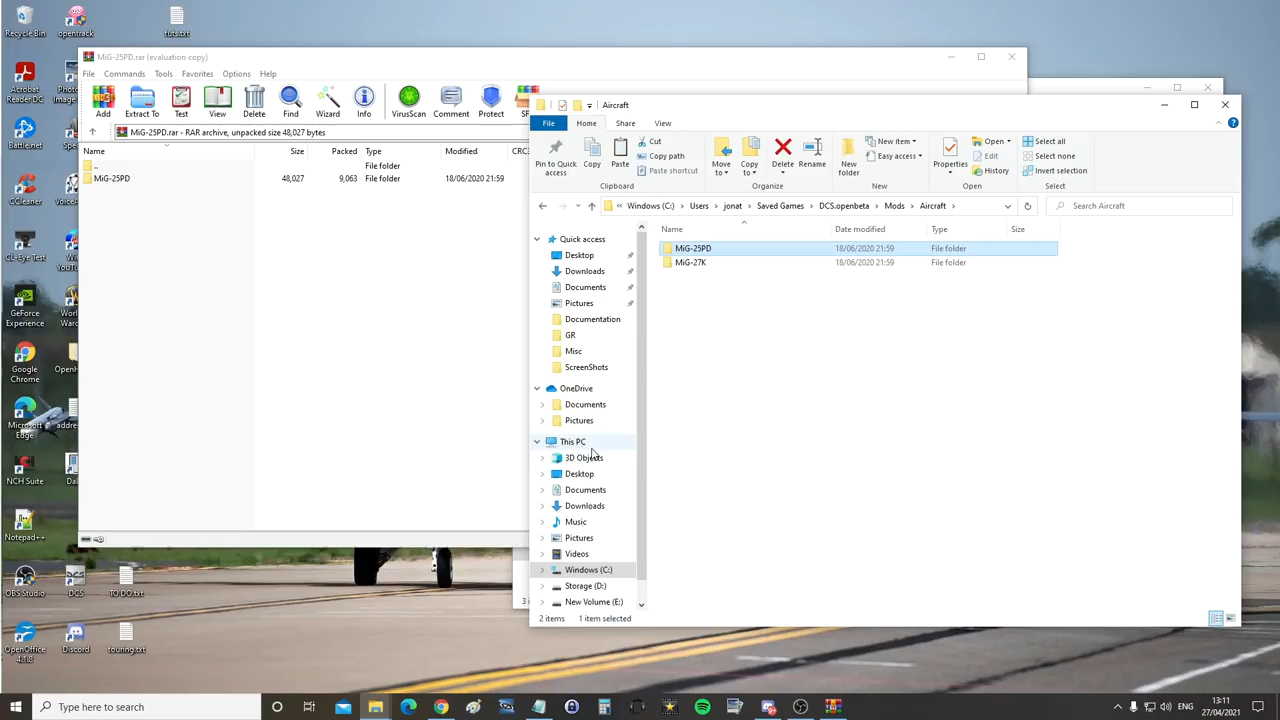 Recycle Bin
opentrack
tuts.txt
Acrobat Reader DC
Battle.net
CCleaner
CL-Eye Test
GeForce Experience
Google Chrome
Microsoft Edge
NCH Suite
Notepad++
OBS Studio
DCS
TO DO.txt
OpenOffice 4.1.8
Discord
touring.txt
MiG-25PD.rar (evaluation copy)
File Commands Tools Favorites Options Help
Add Extract To Test View Delete Find Wizard Info VirusScan Comment Protect
MiG-25PD.rar - RAR archive, unpacked size 48,027 bytes
Name Size Packed Type Modified
.. File folder
MiG-25PD 48,027 9,063 File folder 18/06/2020 21:59
Aircraft
File Home Share View
Pin to Quick access
Copy
Paste
Cut
Copy path
Paste shortcut
Clipboard
Move to
Copy to
Delete
Rename
Organize
New folder
New item
Easy access
New
Properties
Open
Edit
History
Open
Select all
Select none
Invert selection
Select
« Windows (C:) > Users > jonat > Saved Games > DCS.openbeta > Mods > Aircraft >
Search Aircraft
Name Date modified Type Size
MiG-25PD 18/06/2020 21:59 File folder
MiG-27K 18/06/2020 21:59 File folder
Quick access
Desktop
Downloads
Documents
Pictures
Documentation
GR
Misc
ScreenShots
OneDrive
Documents
Pictures
This PC
3D Objects
Desktop
Documents
Downloads
Music
Pictures
Videos
Windows (C:)
Storage (D:)
New Volume (E:)
2 items 1 item selected
Type here to search
ENG
13:11
27/04/2021